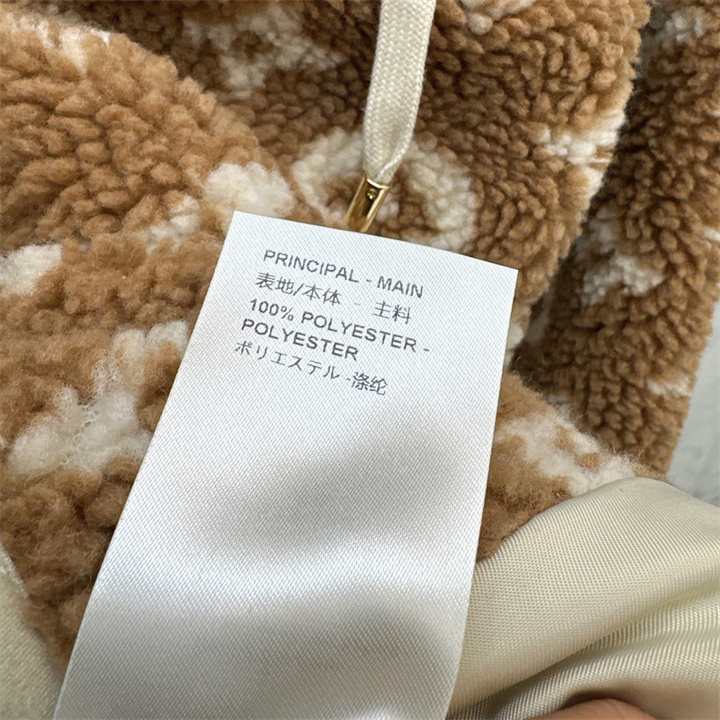 PRINCIPAL - MAIN
表地/本体 - 主料
100% POLYESTER -
POLYESTER
ポリエステル -涤纶